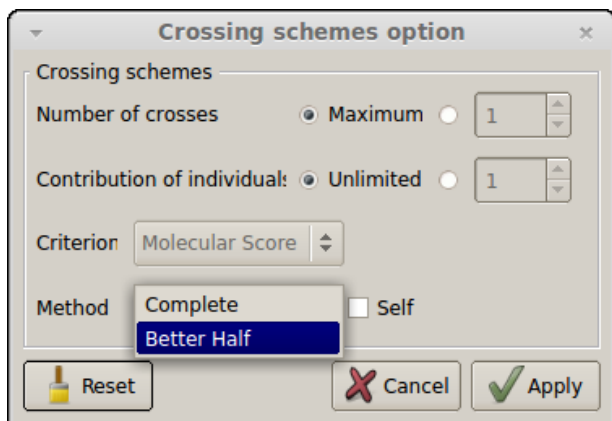 Crossing schemes option
Crossing schemes
Number of crosses Maximum 1
Contribution of individuals Unlimited 1
Criterion Molecular Score
Method Complete Self
Better Half
Reset Cancel Apply